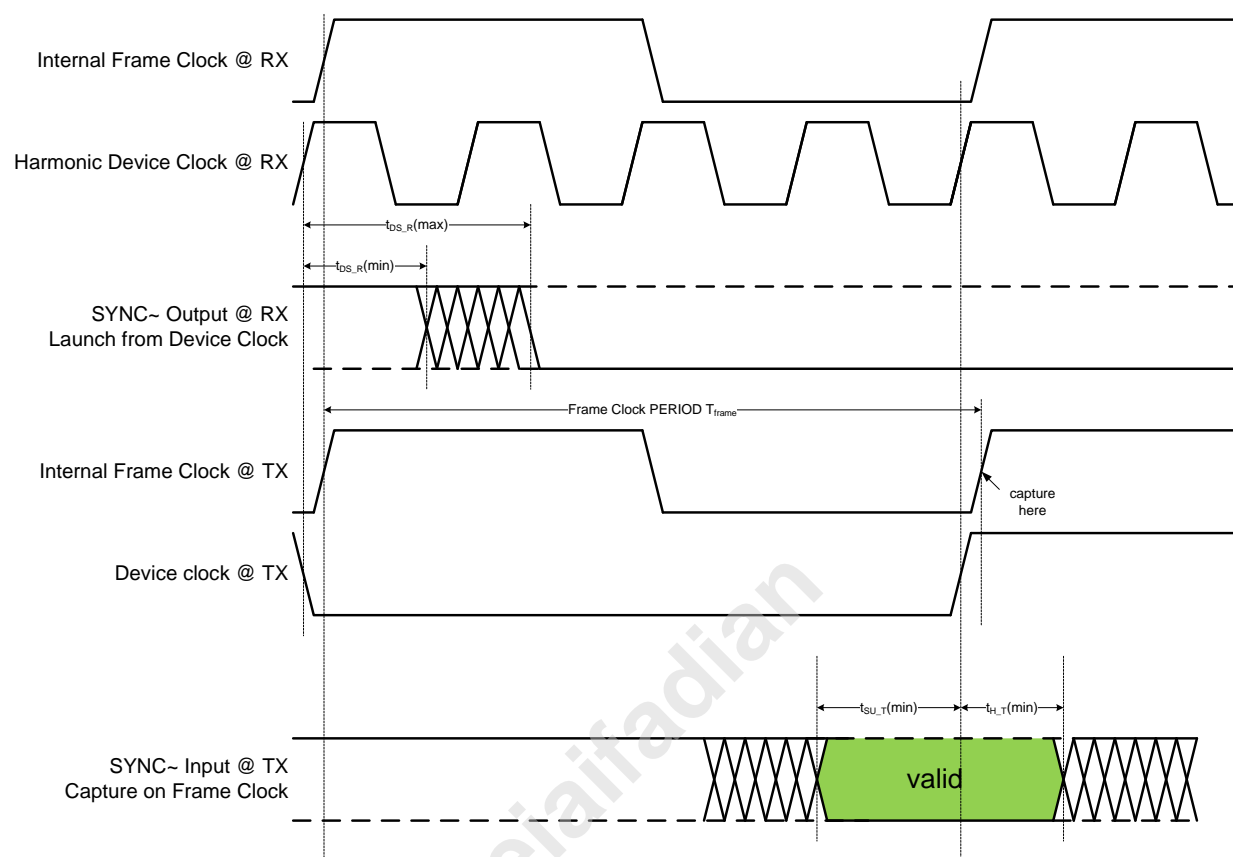 Internal Frame Clock @ RX
Harmonic Device Clock @ RX
tDS_R(max)
tDS_R(min)
SYNC~ Output @ RX
Launch from Device Clock
Frame Clock PERIOD Tframe
Internal Frame Clock @ TX
capture
here
Device clock @ TX
tSU_T(min)
tH_T(min)
SYNC~ Input @ TX
Capture on Frame Clock
valid